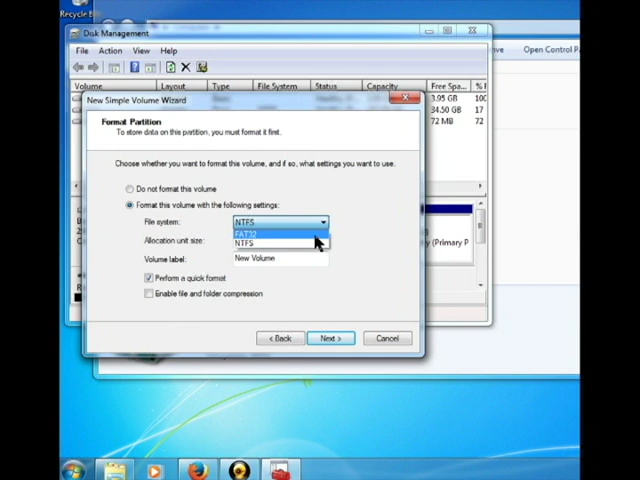 Recycle B
Disk Management
Open Control P
File Action View Help
Volume Layout Type File System Status Capacity Free Spa... % F
3.95 GB 100
34.50 GB 17
72 MB 72
New Simple Volume Wizard
Format Partition
To store data on this partition, you must format it first.
Choose whether you want to format this volume, and if so, what settings you want to use.
Do not format this volume
Format this volume with the following settings:
File system: NTFS
FAT32
Allocation unit size: NTFS
Volume label: New Volume
Perform a quick format
Enable file and folder compression
(Primary P
< Back Next > Cancel